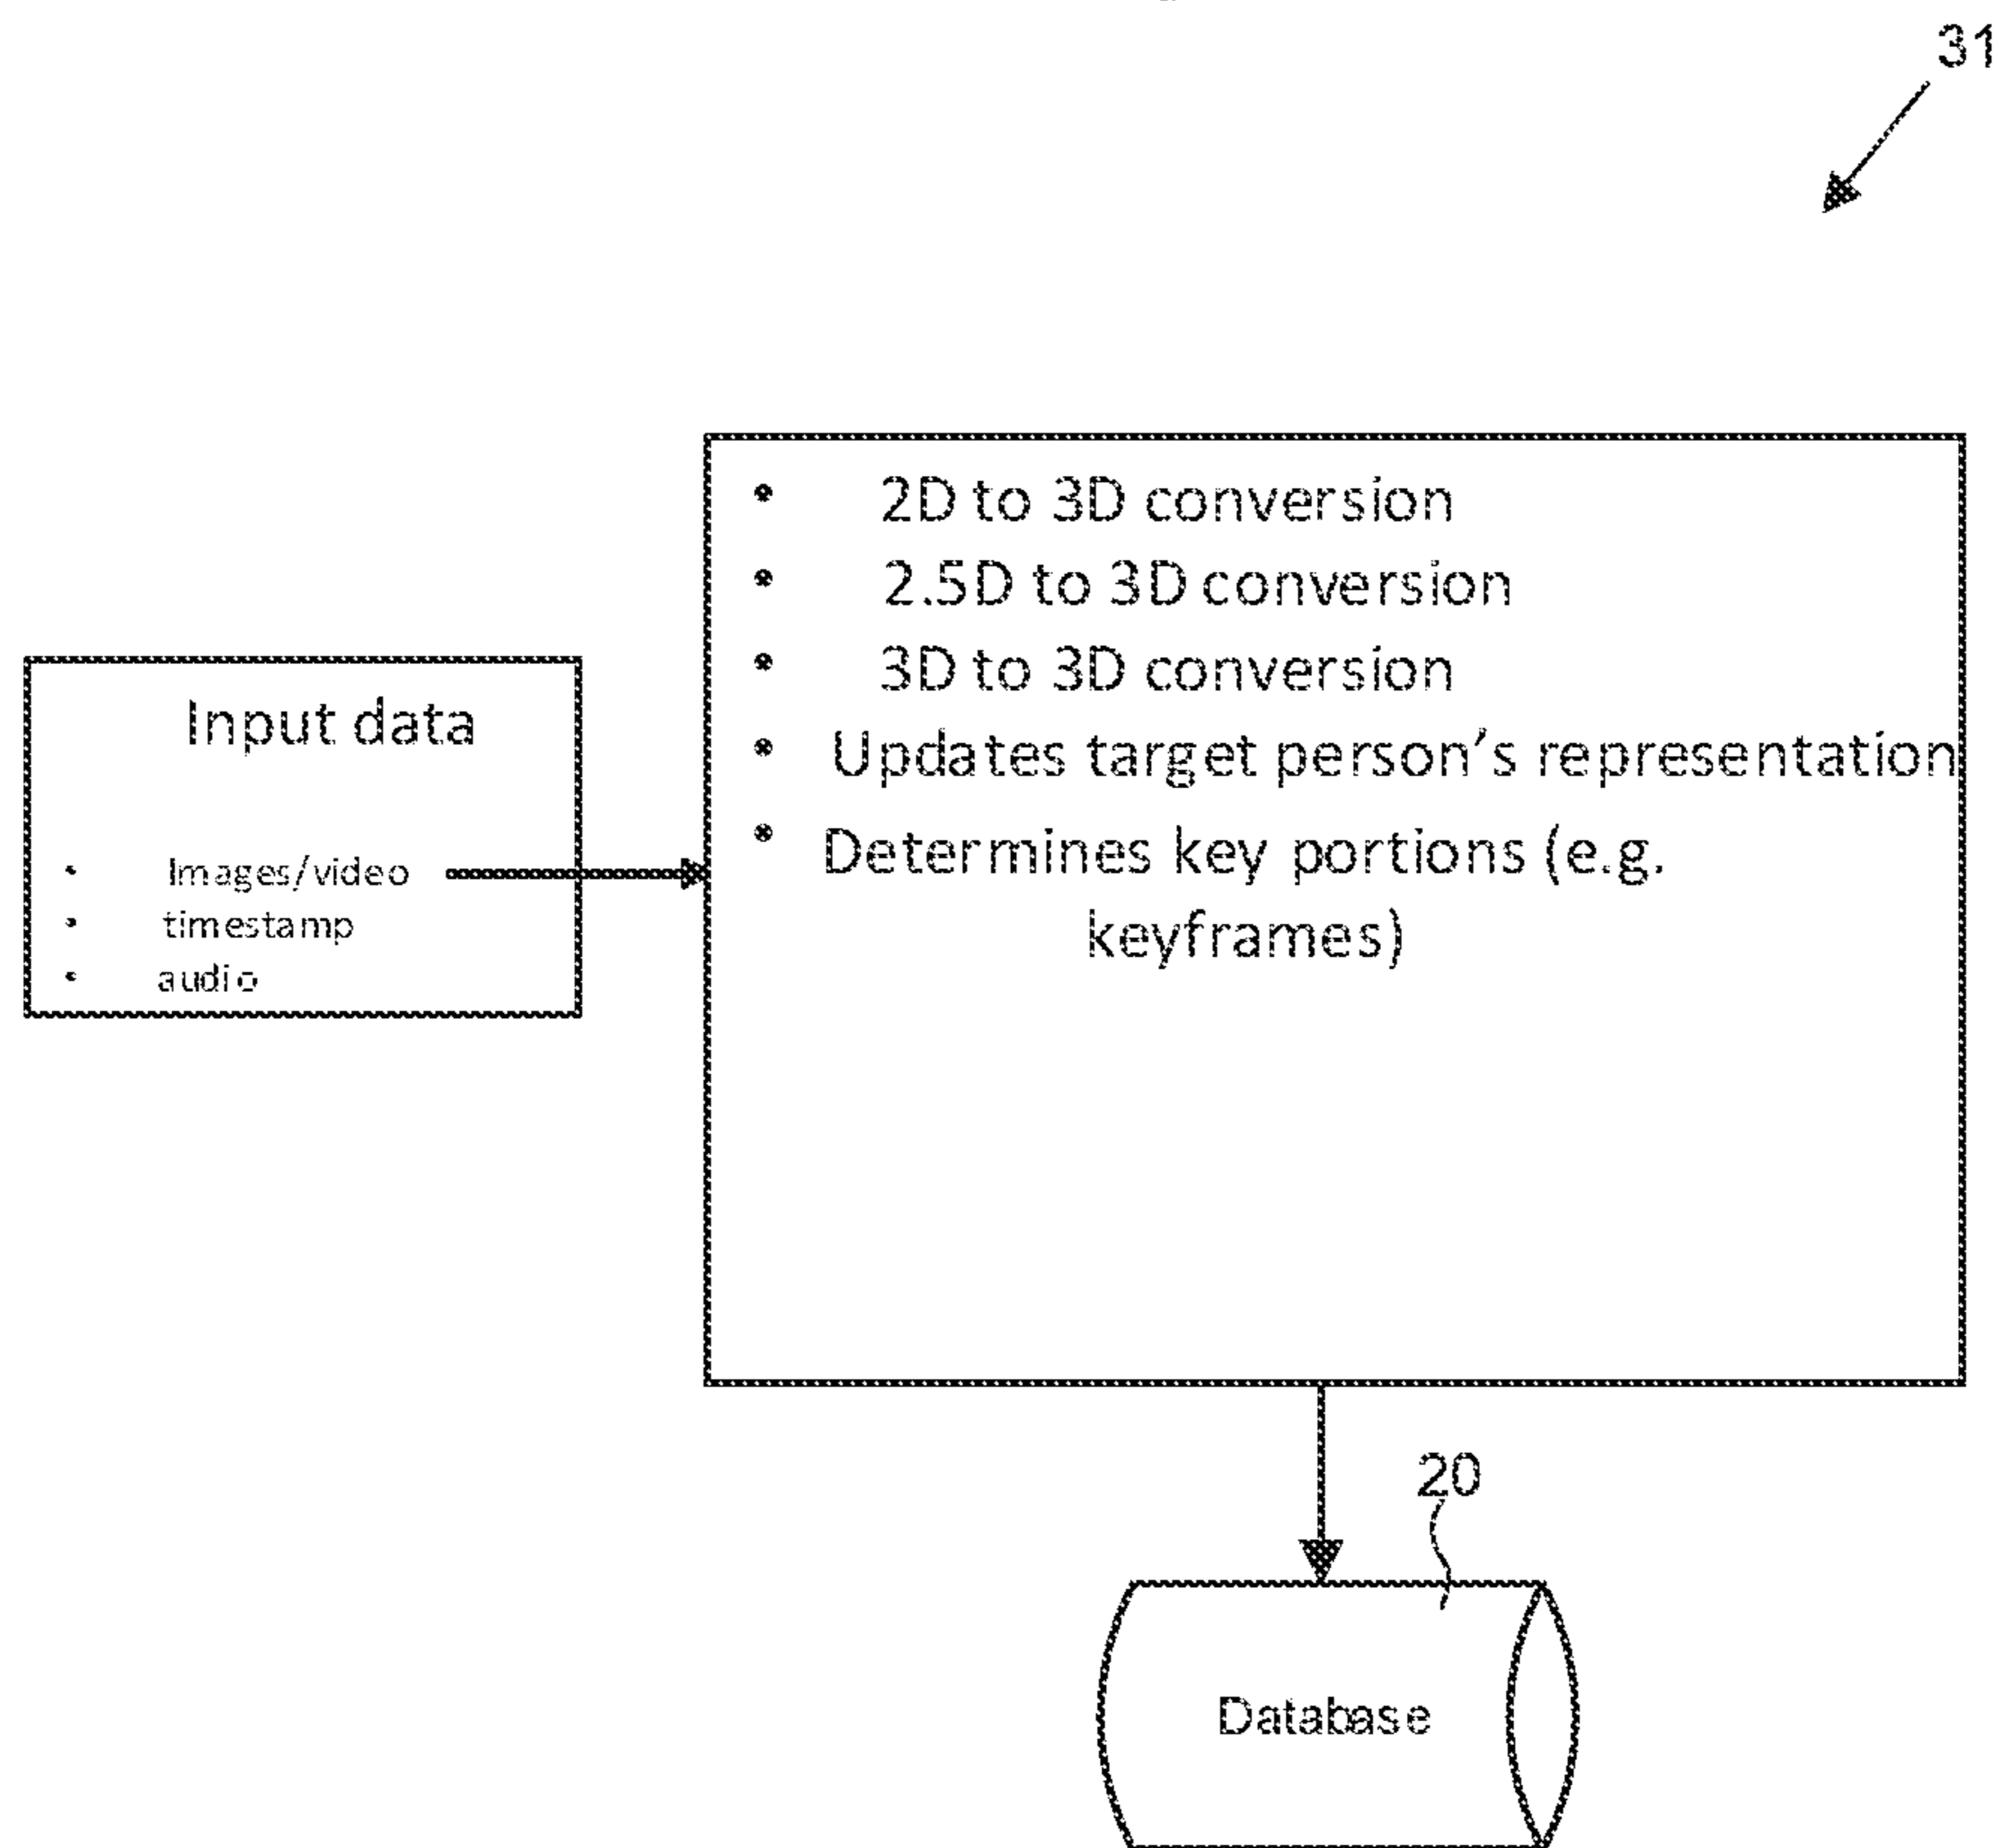 31
• 2D to 3D conversion
• 2.5D to 3D conversion
• 3D to 3D conversion
• Updates target person's representation
• Determines key portions (e.g.
keyframes)
Input data
• Images/video
• timestamp
• audio
20
Database